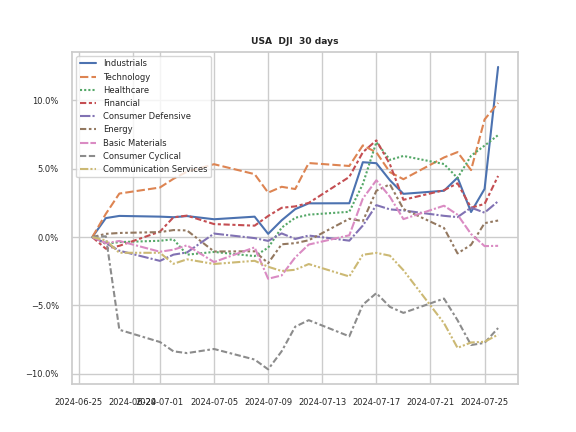 USA DJI 30 days
Industrials
Technology
Healthcare
Financial
Consumer Defensive
Energy
Basic Materials
Consumer Cyclical
Communication Services
10.0%
5.0%
0.0%
−5.0%
−10.0%
2024-06-25 2024-07-01 2024-07-05 2024-07-09 2024-07-13 2024-07-17 2024-07-21 2024-07-25